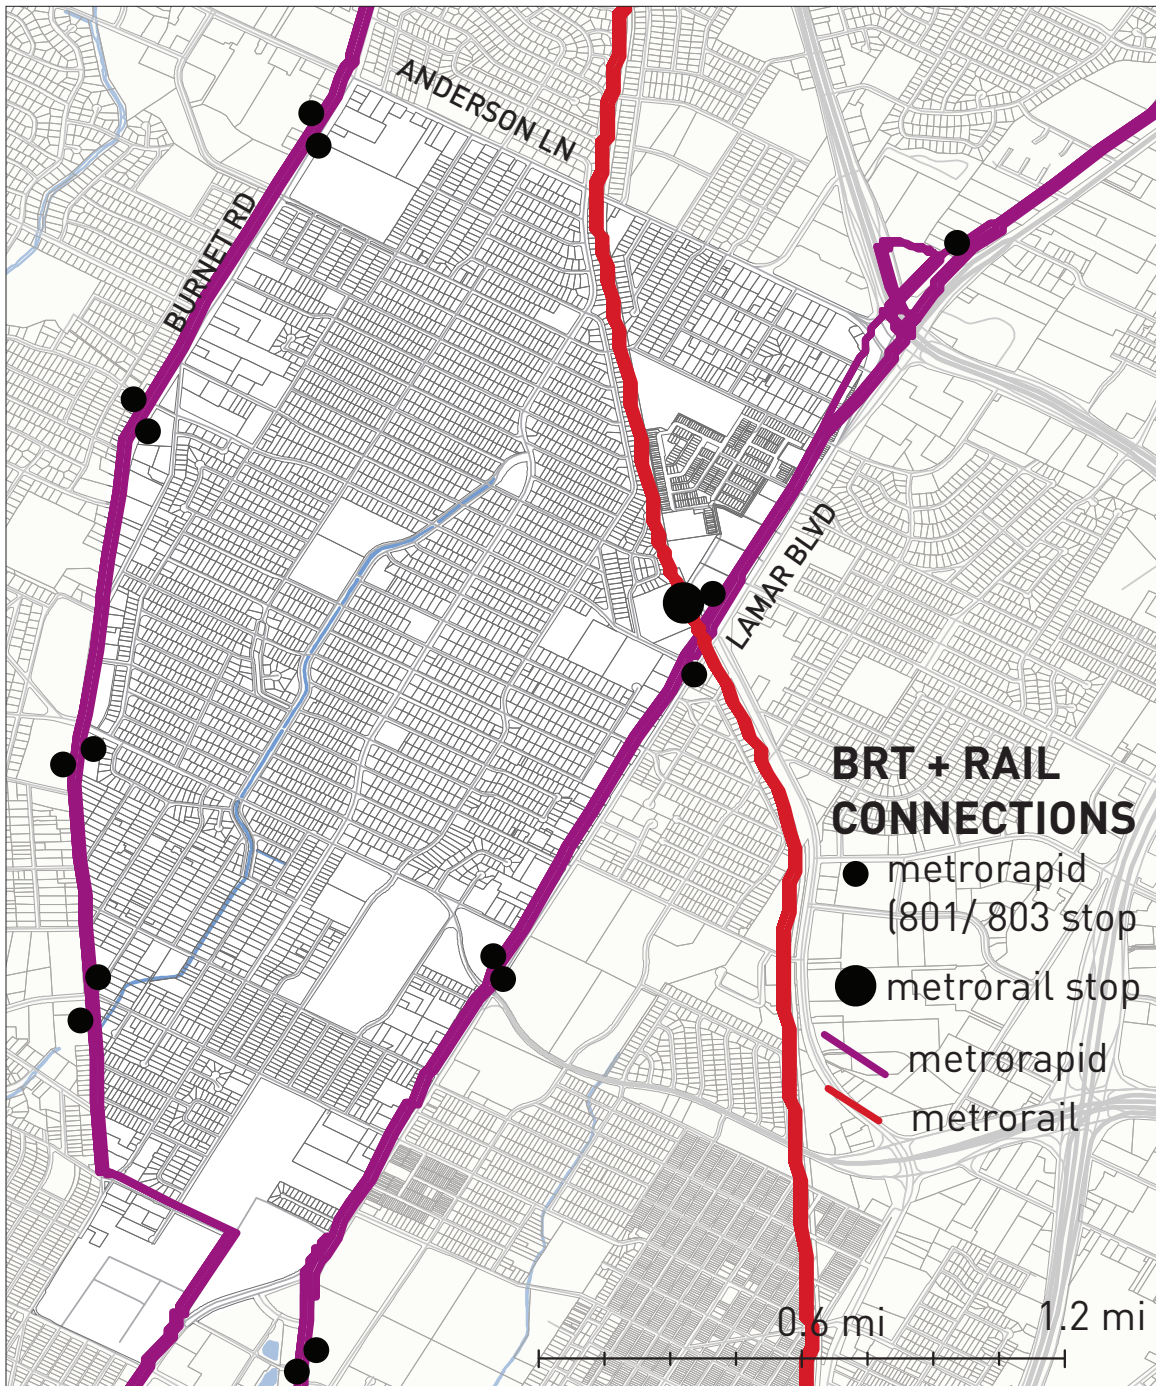 ANDERSON LN
BURNET RD
LAMAR BLVD
BRT + RAIL
CONNECTIONS
metrorapid
(801/ 803 stop
metrorail stop
metrorapid
metrorail
0.6 mi
1.2 mi